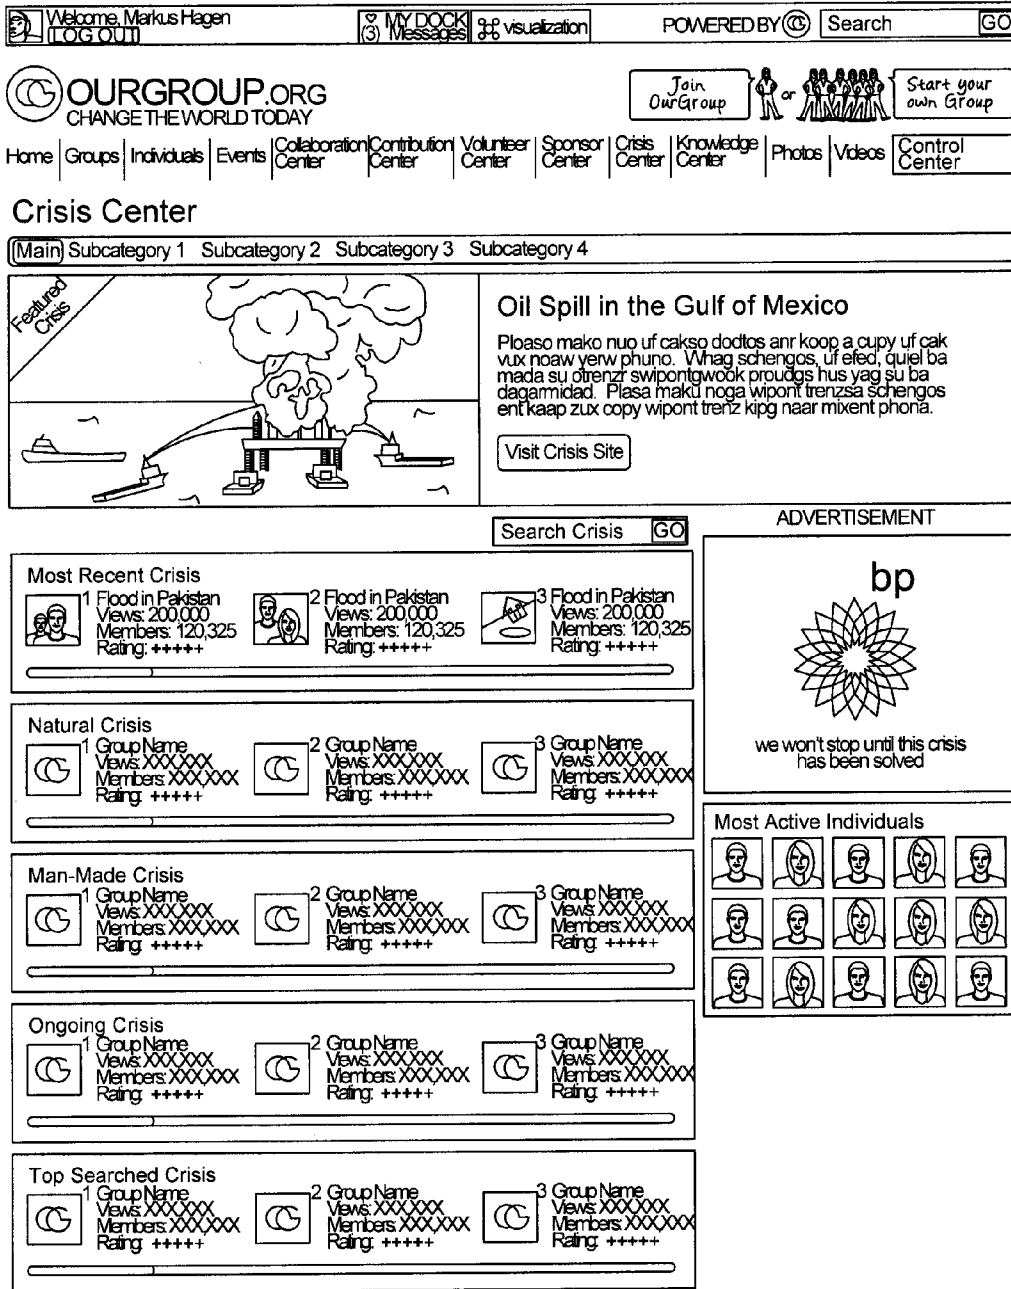 Welcome, Markus Hagen
LOG OUT
MY DOCK
(3) Messages
visualization
POWERED BY
Search
GO
OURGROUP.ORG
CHANGE THE WORLD TODAY
Join
OurGroup
or
Start your
own Group
Home
Groups
Individuals
Events
Collaboration
Center
Contribution
Center
Volunteer
Center
Sponsor
Center
Crisis
Center
Knowledge
Center
Photos
Videos
Control
Center
Crisis Center
Main Subcategory 1 Subcategory 2 Subcategory 3 Subcategory 4
Featured
Crisis
Oil Spill in the Gulf of Mexico
Ploaso mako nuo uf cakso dodtos anr koop a cupy uf cak
vux noaw yerw phuno. Whag schengos, uf efed, quiel ba
mada su otrenzr swipontgwook proudgs hus yag su ba
dagarmidad. Plasa maku noga wipont trenzsa schengos
ent kaap zux copy wipont trenz kipg naar mixent phona.
Visit Crisis Site
Search Crisis GO
ADVERTISEMENT
bp
we won't stop until this crisis
has been solved
Most Recent Crisis
1 Flood in Pakistan
Views: 200,000
Members: 120,325
Rating: +++++
2 Flood in Pakistan
Views: 200,000
Members: 120,325
Rating: +++++
3 Flood in Pakistan
Views: 200,000
Members: 120,325
Rating: +++++
Natural Crisis
1 Group Name
Views: XXX,XXX
Members: XXX,XXX
Rating: +++++
2 Group Name
Views: XXX,XXX
Members: XXX,XXX
Rating: +++++
3 Group Name
Views: XXX,XXX
Members: XXX,XXX
Rating: +++++
Most Active Individuals
Man-Made Crisis
1 Group Name
Views: XXX,XXX
Members: XXX,XXX
Rating: +++++
2 Group Name
Views: XXX,XXX
Members: XXX,XXX
Rating: +++++
3 Group Name
Views: XXX,XXX
Members: XXX,XXX
Rating: +++++
Ongoing Crisis
1 Group Name
Views: XXX,XXX
Members: XXX,XXX
Rating: +++++
2 Group Name
Views: XXX,XXX
Members: XXX,XXX
Rating: +++++
3 Group Name
Views: XXX,XXX
Members: XXX,XXX
Rating: +++++
Top Searched Crisis
1 Group Name
Views: XXX,XXX
Members: XXX,XXX
Rating: +++++
2 Group Name
Views: XXX,XXX
Members: XXX,XXX
Rating: +++++
3 Group Name
Views: XXX,XXX
Members: XXX,XXX
Rating: +++++